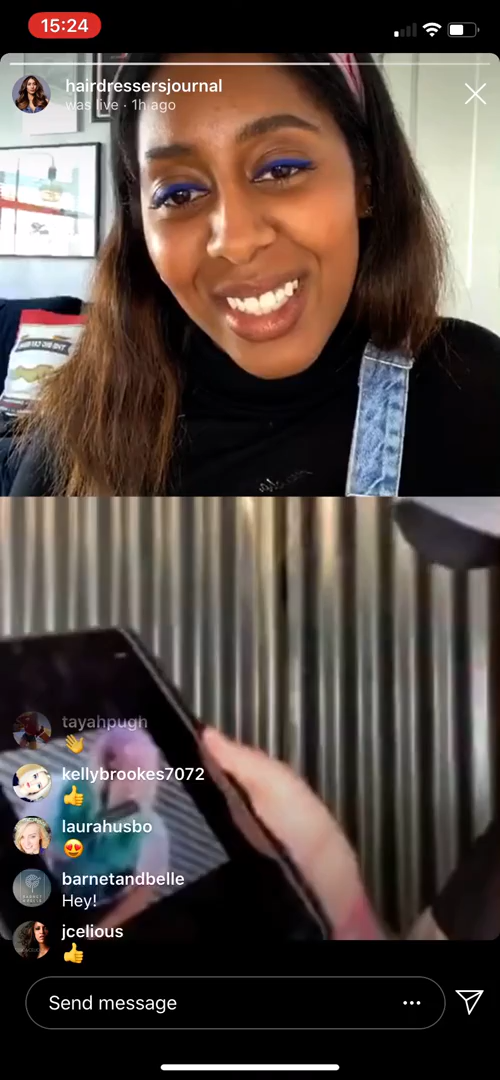 15:24
hairdressersjournal
was live · 1h ago
tayahpugh
👋
kellybrookes7072
👍
laurahusbo
😍
barnetandbelle
Hey!
jcelious
👍
Send message